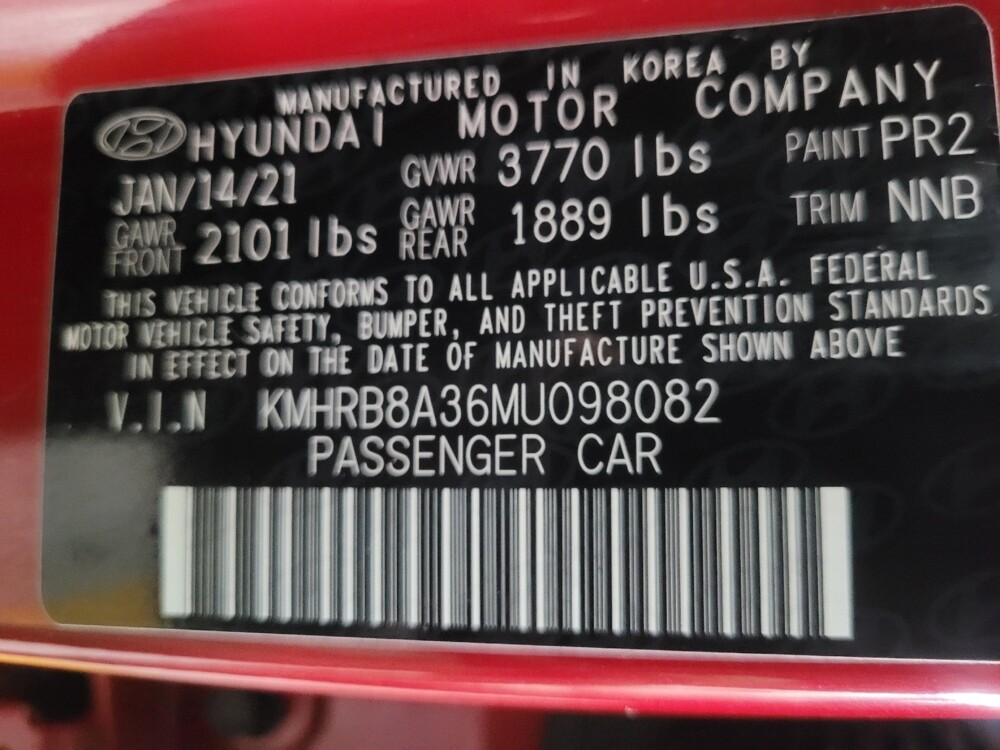 MANUFACTURED IN KOREA BY
HYUNDAI MOTOR COMPANY
JAN/14/21 GVWR 3770 lbs PAINT PR2
GAWR FRONT 2101 lbs GAWR REAR 1889 lbs TRIM NNB
THIS VEHICLE CONFORMS TO ALL APPLICABLE U.S.A. FEDERAL
MOTOR VEHICLE SAFETY, BUMPER, AND THEFT PREVENTION STANDARDS
IN EFFECT ON THE DATE OF MANUFACTURE SHOWN ABOVE
V.I.N KMHRB8A36MU098082
PASSENGER CAR